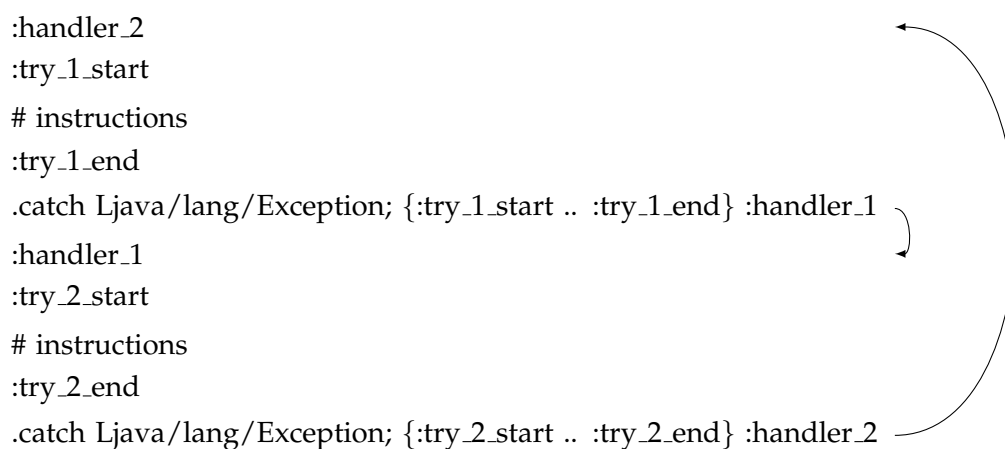 :handler_2
:try_1_start
# instructions
:try_1_end
.catch Ljava/lang/Exception; {:try_1_start .. :try_1_end} :handler_1
:handler_1
:try_2_start
# instructions
:try_2_end
.catch Ljava/lang/Exception; {:try_2_start .. :try_2_end} :handler_2